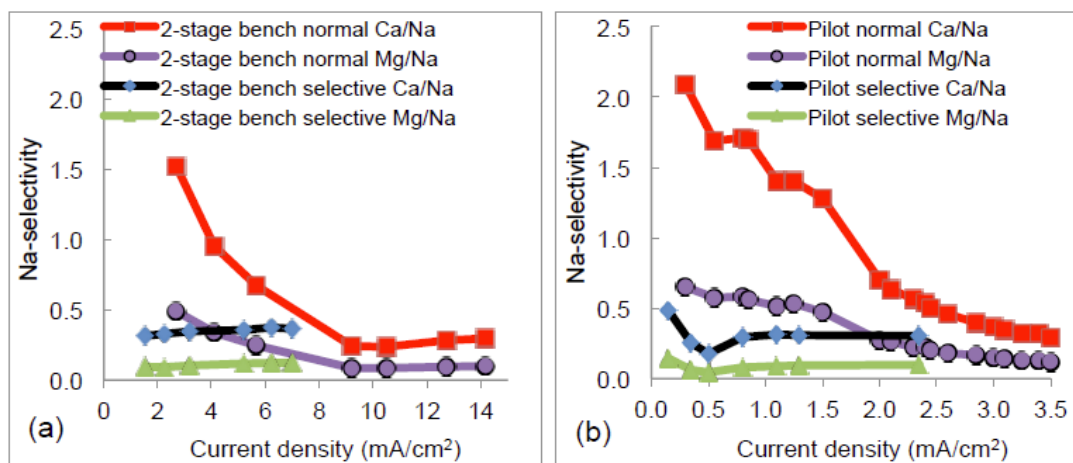 2.5
2.0
1.5
1.0
0.5
0.0
Na-selectivity
2-stage bench normal Ca/Na
2-stage bench normal Mg/Na
2-stage bench selective Ca/Na
2-stage bench selective Mg/Na
0 2 4 6 8 10 12 14
(a)
Current density (mA/cm²)
2.5
2.0
1.5
1.0
0.5
0.0
Na-selectivity
Pilot normal Ca/Na
Pilot normal Mg/Na
Pilot selective Ca/Na
Pilot selective Mg/Na
0.0 0.5 1.0 1.5 2.0 2.5 3.0 3.5
(b)
Current density (mA/cm²)